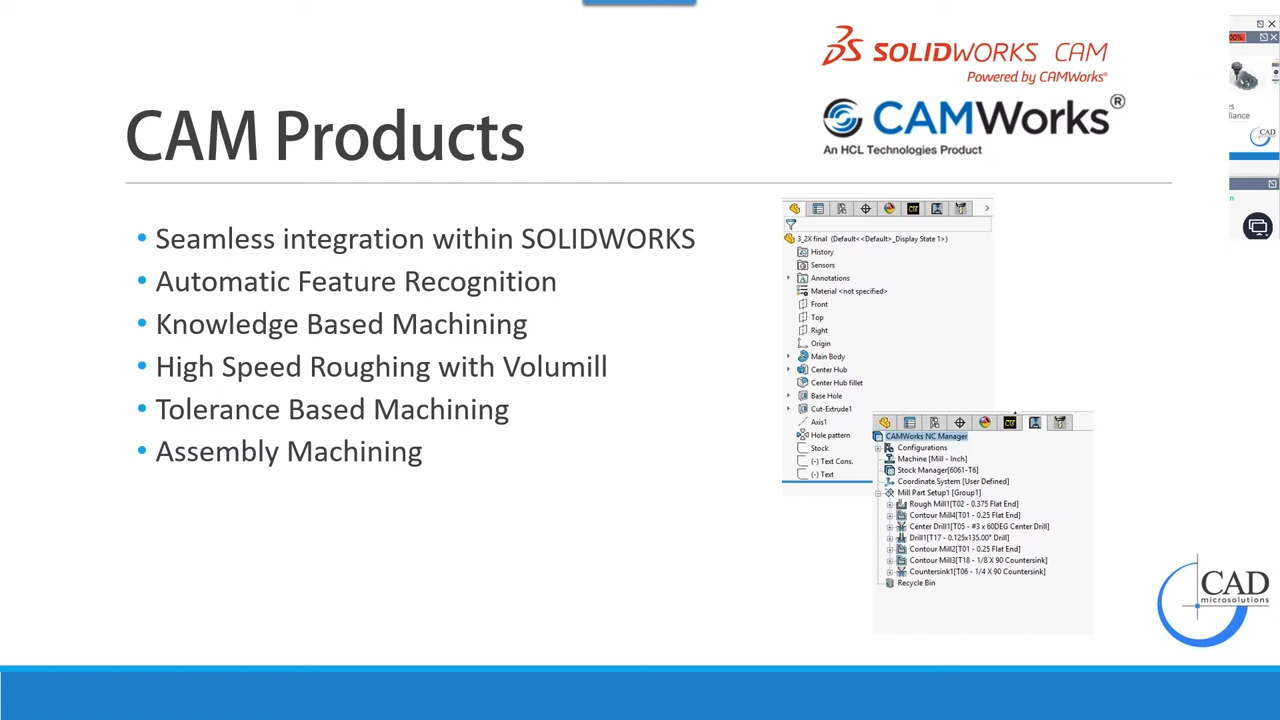 SOLIDWORKS CAM
Powered by CAMWorks®
CAMWorks®
An HCL Technologies Product
CAM Products
• Seamless integration within SOLIDWORKS
• Automatic Feature Recognition
• Knowledge Based Machining
• High Speed Roughing with Volumill
• Tolerance Based Machining
• Assembly Machining
3_2X final (Default<<Default>_Display State 1>)
History
Sensors
Annotations
Material <not specified>
Front
Top
Right
Origin
Main Body
Center Hub
Center Hub fillet
Base Hole
Cut-Extrude1
Axis1
Hole pattern
Stock
(-) Text Cons.
(-) Text
CAMWorks NC Manager
Configurations
Machine [Mill - Inch]
Stock Manager[6061-T6]
Coordinate System [User Defined]
Mill Part Setup1 [Group1]
Rough Mill1[T02 - 0.375 Flat End]
Contour Mill4[T01 - 0.25 Flat End]
Center Drill1[T05 - #3 x 60DEG Center Drill]
Drill1[T17 - 0.125x135.00° Drill]
Contour Mill2[T01 - 0.25 Flat End]
Contour Mill3[T18 - 1/8 X 90 Countersink]
Countersink1[T06 - 1/4 X 90 Countersink]
Recycle Bin
CAD
microsolutions